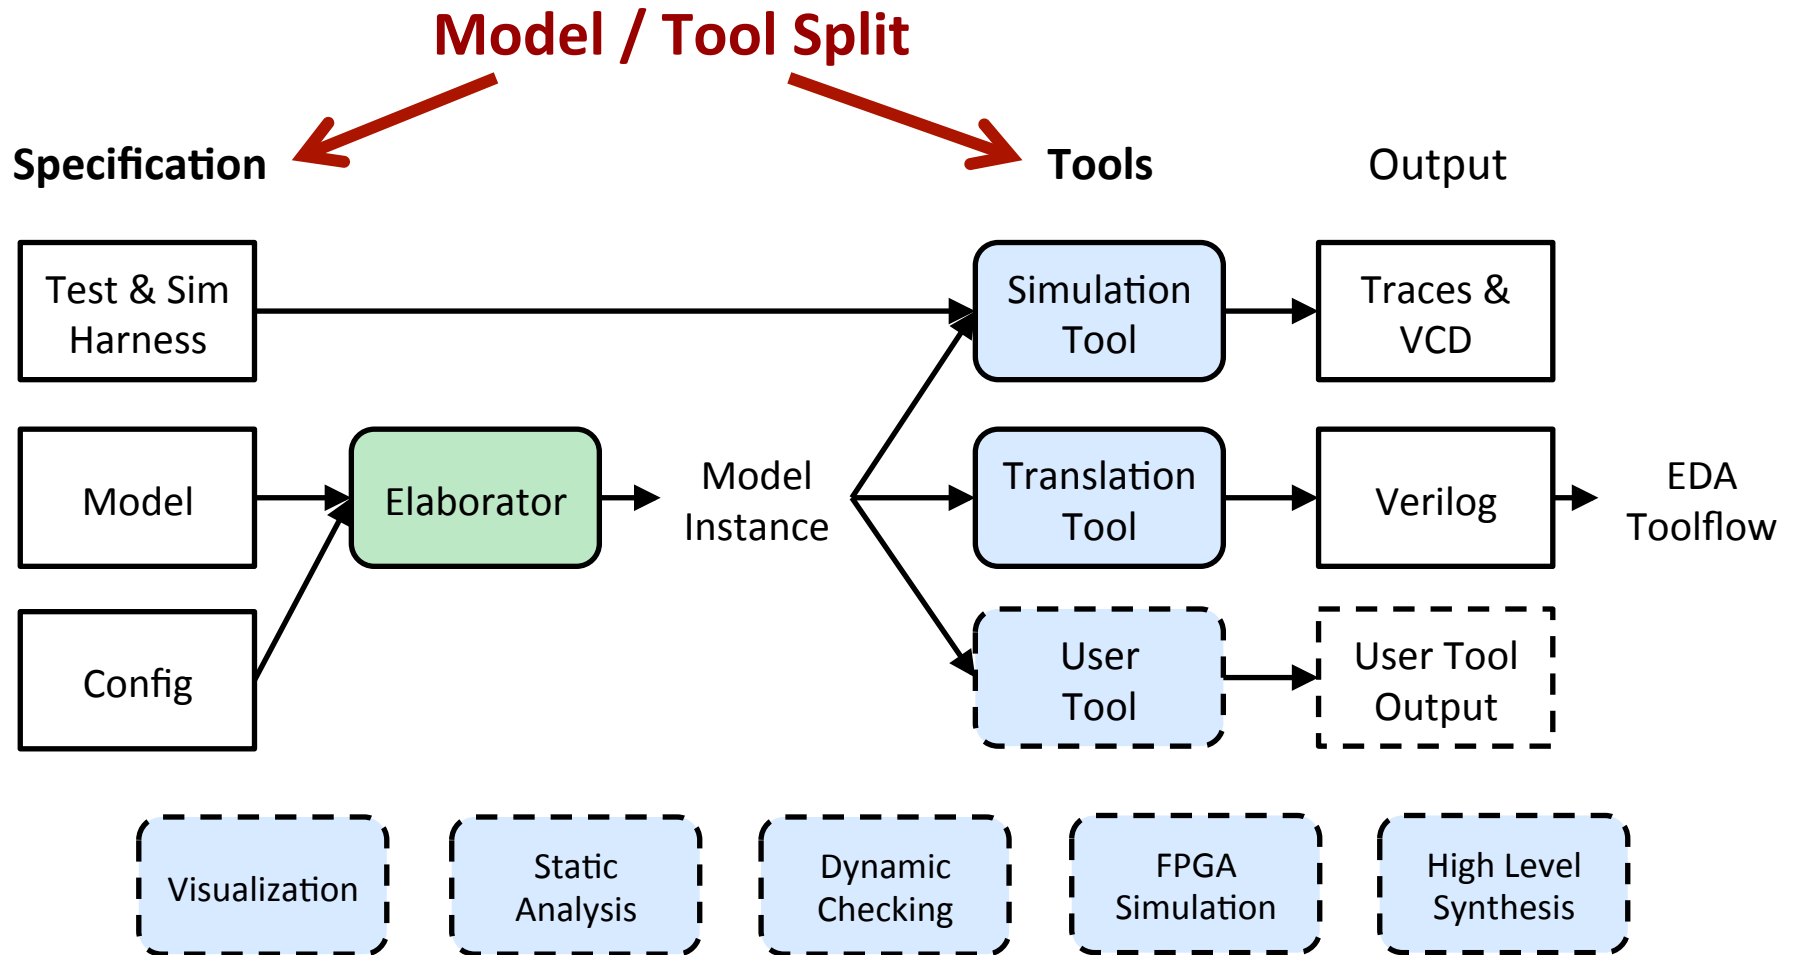 Model / Tool Split
Specification
Tools
Output
Test & Sim
Harness
Simulation
Tool
Traces &
VCD
Model
Elaborator
Model
Instance
Translation
Tool
Verilog
EDA
Toolflow
Config
User
Tool
User Tool
Output
Visualization
Static
Analysis
Dynamic
Checking
FPGA
Simulation
High Level
Synthesis